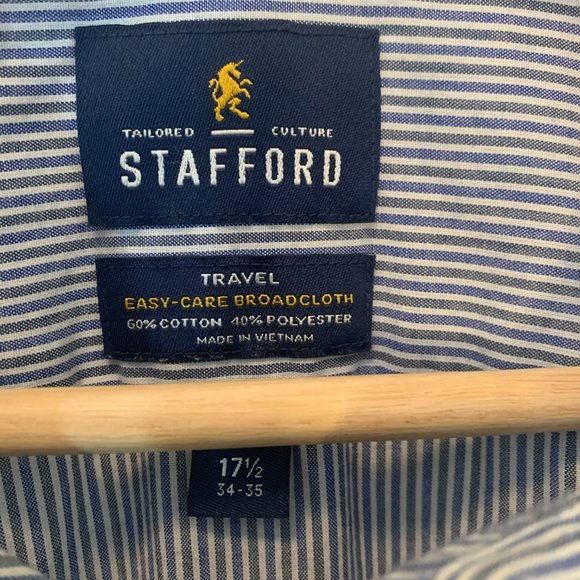 TAILORED CULTURE
STAFFORD
TRAVEL
EASY-CARE BROADCLOTH
60% COTTON 40% POLYESTER
MADE IN VIETNAM
17½
34-35